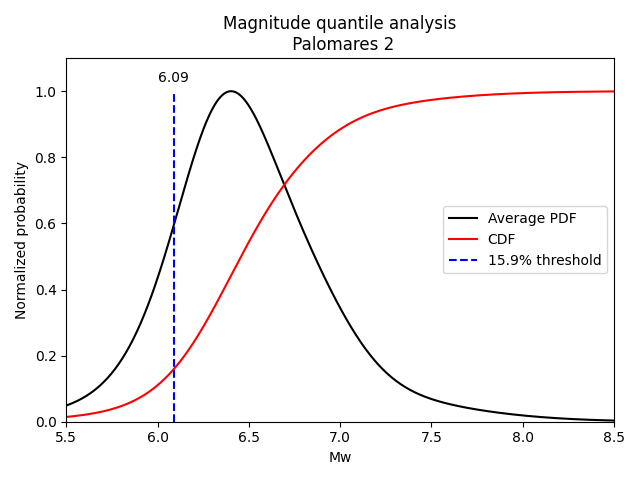 Magnitude quantile analysis
Palomares 2
6.09
Normalized probability
1.0
0.8
0.6
0.4
0.2
0.0
Average PDF
CDF
15.9% threshold
5.5 6.0 6.5 7.0 7.5 8.0 8.5
Mw